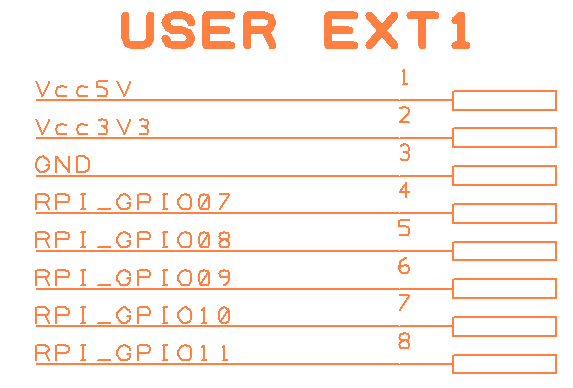 USER EXT1
Vcc5V 1
Vcc3V3 2
GND 3
RPI_GPIO07 4
RPI_GPIO08 5
RPI_GPIO09 6
RPI_GPIO10 7
RPI_GPIO11 8